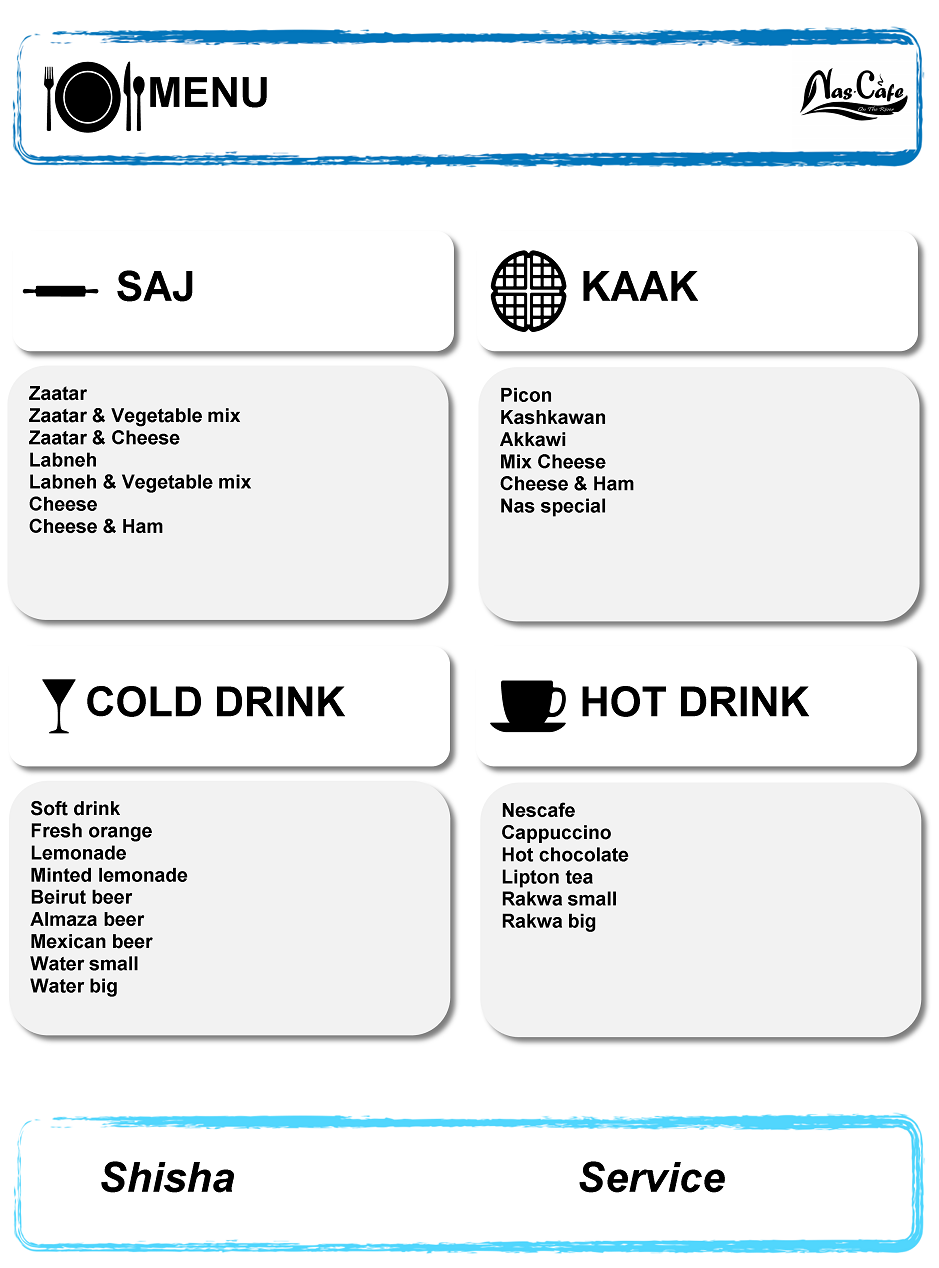 MENU
Nas Cafe
On The River
SAJ
Zaatar
Zaatar & Vegetable mix
Zaatar & Cheese
Labneh
Labneh & Vegetable mix
Cheese
Cheese & Ham
KAAK
Picon
Kashkawan
Akkawi
Mix Cheese
Cheese & Ham
Nas special
COLD DRINK
Soft drink
Fresh orange
Lemonade
Minted lemonade
Beirut beer
Almaza beer
Mexican beer
Water small
Water big
HOT DRINK
Nescafe
Cappuccino
Hot chocolate
Lipton tea
Rakwa small
Rakwa big
Shisha
Service